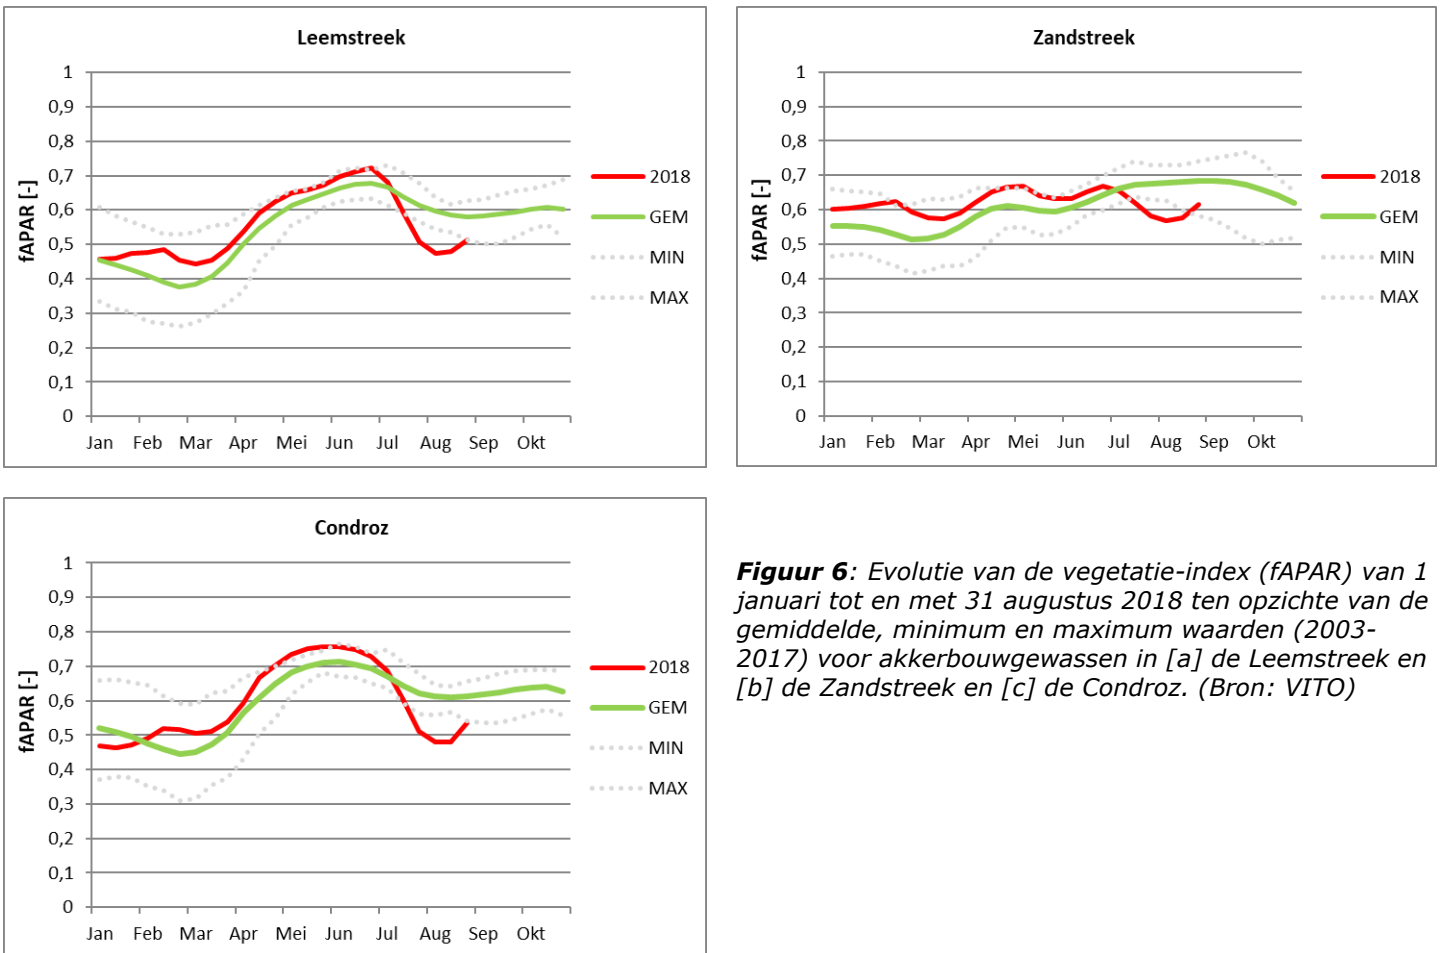 Leemstreek
1
0,9
0,8
0,7
0,6
0,5
0,4
0,3
0,2
0,1
0
fAPAR [-]
Jan Feb Mar Apr Mei Jun Jul Aug Sep Okt
2018
GEM
MIN
MAX
Zandstreek
1
0,9
0,8
0,7
0,6
0,5
0,4
0,3
0,2
0,1
0
fAPAR [-]
Jan Feb Mar Apr Mei Jun Jul Aug Sep Okt
2018
GEM
MIN
MAX
Condroz
1
0,9
0,8
0,7
0,6
0,5
0,4
0,3
0,2
0,1
0
fAPAR [-]
Jan Feb Mar Apr Mei Jun Jul Aug Sep Okt
2018
GEM
MIN
MAX
Figuur 6: Evolutie van de vegetatie-index (fAPAR) van 1
januari tot en met 31 augustus 2018 ten opzichte van de
gemiddelde, minimum en maximum waarden (2003-
2017) voor akkerbouwgewassen in [a] de Leemstreek en
[b] de Zandstreek en [c] de Condroz. (Bron: VITO)